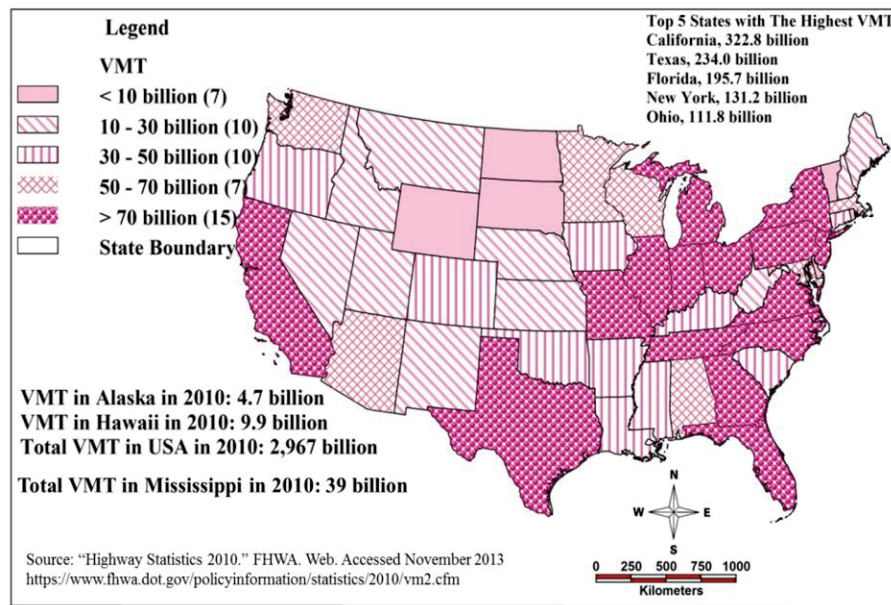 Legend
VMT
< 10 billion (7)
10 - 30 billion (10)
30 - 50 billion (10)
50 - 70 billion (7)
> 70 billion (15)
State Boundary
Top 5 States with The Highest VMT
California, 322.8 billion
Texas, 234.0 billion
Florida, 195.7 billion
New York, 131.2 billion
Ohio, 111.8 billion
VMT in Alaska in 2010: 4.7 billion
VMT in Hawaii in 2010: 9.9 billion
Total VMT in USA in 2010: 2,967 billion
Total VMT in Mississippi in 2010: 39 billion
N
W E
S
Source: “Highway Statistics 2010.” FHWA. Web. Accessed November 2013
https://www.fhwa.dot.gov/policyinformation/statistics/2010/vm2.cfm
0 250 500 750 1000
Kilometers